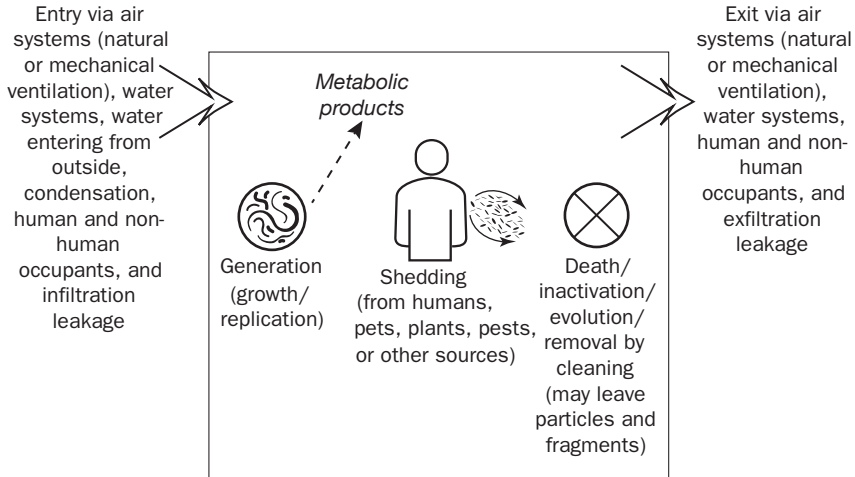 Entry via air
systems (natural
or mechanical
ventilation), water
systems, water
entering from
outside,
condensation,
human and non-
human
occupants, and
infiltration
leakage
Metabolic
products
Generation
(growth/
replication)
Shedding
(from humans,
pets, plants, pests,
or other sources)
Death/
inactivation/
evolution/
removal by
cleaning
(may leave
particles and
fragments)
Exit via air
systems (natural
or mechanical
ventilation),
water systems,
human and non-
human
occupants, and
exfiltration
leakage